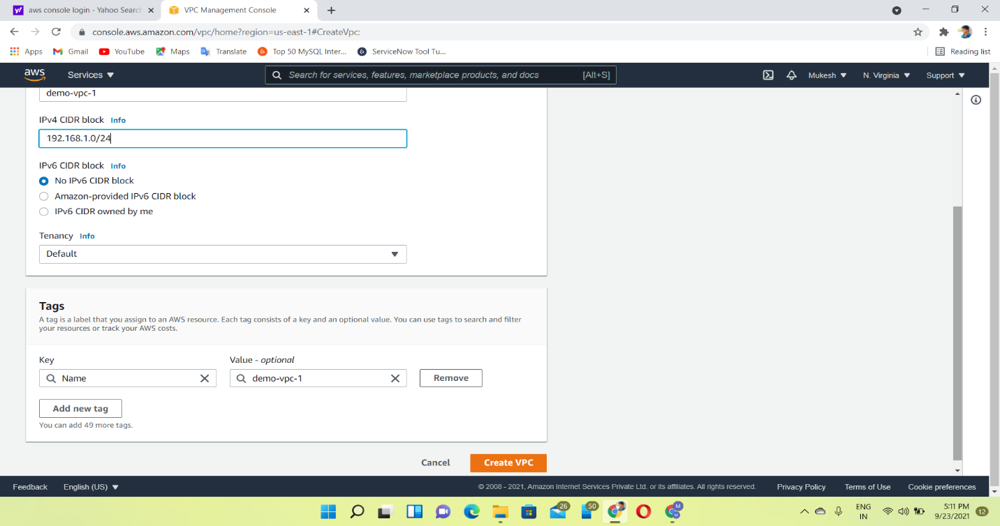 aws console login - Yahoo Search
VPC Management Console
console.aws.amazon.com/vpc/home?region=us-east-1#CreateVpc:
Apps
Gmail
YouTube
Maps
Translate
Top 50 MySQL Inter...
ServiceNow Tool Tu...
Reading list
aws
Services
Search for services, features, marketplace products, and docs
[Alt+S]
Mukesh
N. Virginia
Support
demo-vpc-1
IPv4 CIDR block Info
192.168.1.0/24
IPv6 CIDR block Info
No IPv6 CIDR block
Amazon-provided IPv6 CIDR block
IPv6 CIDR owned by me
Tenancy Info
Default
Tags
A tag is a label that you assign to an AWS resource. Each tag consists of a key and an optional value. You can use tags to search and filter
your resources or track your AWS costs.
Key
Value - optional
Name
demo-vpc-1
Remove
Add new tag
You can add 49 more tags.
Cancel
Create VPC
Feedback
English (US)
© 2008 - 2021, Amazon Internet Services Private Ltd. or its affiliates. All rights reserved.
Privacy Policy
Terms of Use
Cookie preferences
26
50
M
ENG
IN
5:11 PM
9/23/2021
12